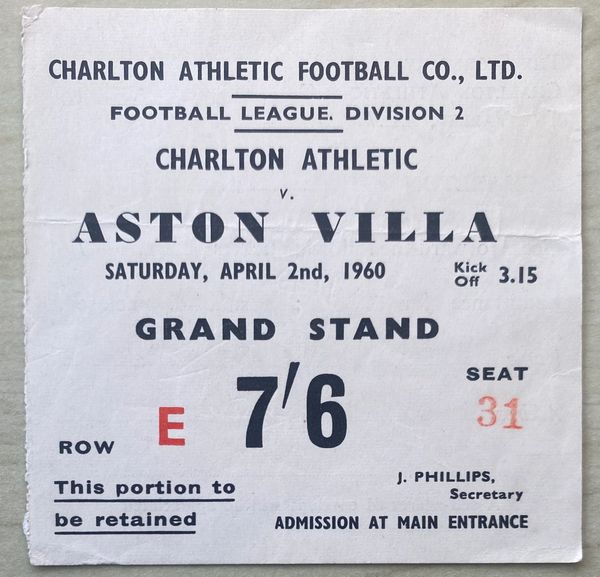 CHARLTON ATHLETIC FOOTBALL CO., LTD.
FOOTBALL LEAGUE. DIVISION 2
CHARLTON ATHLETIC
v.
ASTON VILLA
SATURDAY, APRIL 2nd, 1960 Kick Off 3.15
GRAND STAND
ROW E 7'6 SEAT 31
J. PHILLIPS,
Secretary
This portion to
be retained
ADMISSION AT MAIN ENTRANCE